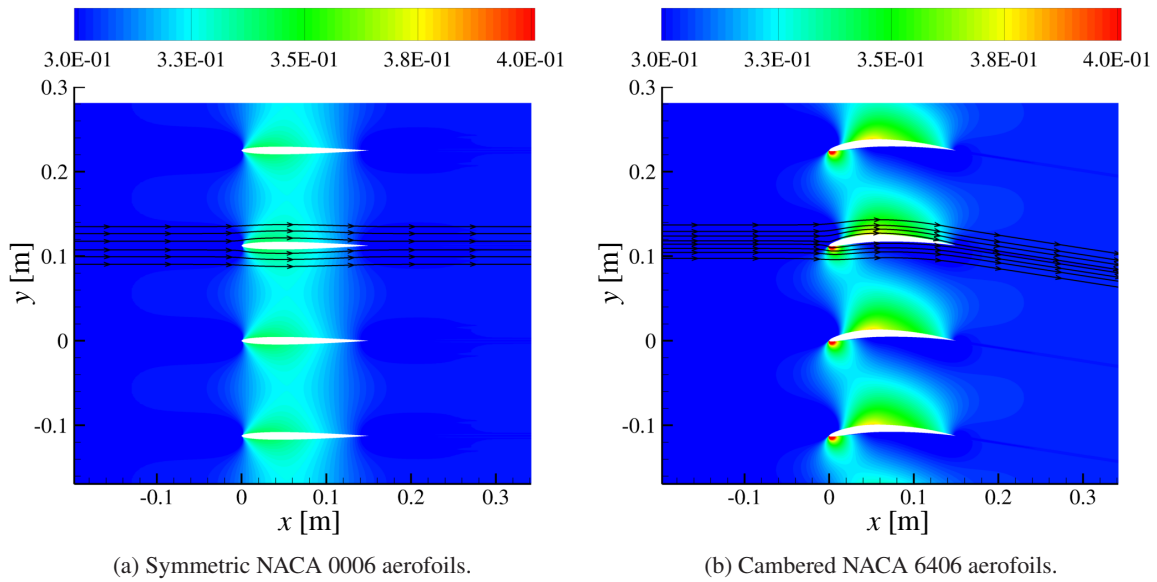 3.0E-01 3.3E-01 3.5E-01 3.8E-01 4.0E-01
0.3
0.2
0.1
0
-0.1
y [m]
-0.1 0 0.1 0.2 0.3
x [m]
(a) Symmetric NACA 0006 aerofoils.
3.0E-01 3.3E-01 3.5E-01 3.8E-01 4.0E-01
0.3
0.2
0.1
0
-0.1
y [m]
-0.1 0 0.1 0.2 0.3
x [m]
(b) Cambered NACA 6406 aerofoils.